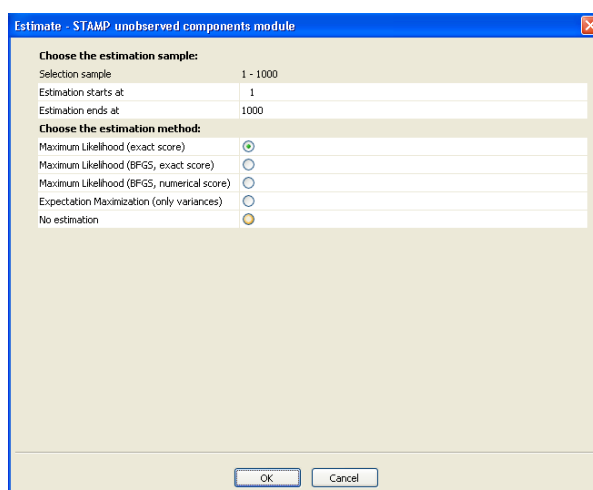 Estimate - STAMP unobserved components module
Choose the estimation sample:
Selection sample 1 - 1000
Estimation starts at 1
Estimation ends at 1000
Choose the estimation method:
Maximum Likelihood (exact score)
Maximum Likelihood (BFGS, exact score)
Maximum Likelihood (BFGS, numerical score)
Expectation Maximization (only variances)
No estimation
OK Cancel